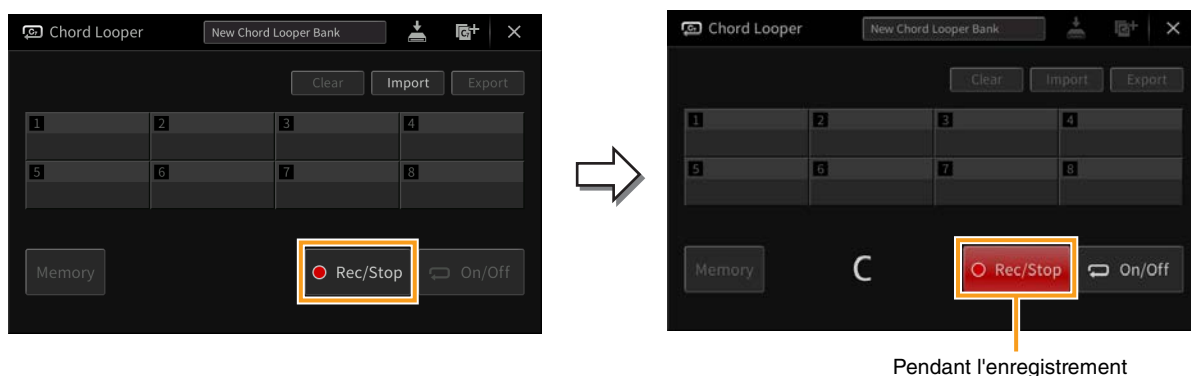 Chord Looper New Chord Looper Bank
Clear Import Export
1 2 3 4
5 6 7 8
Memory Rec/Stop On/Off
Chord Looper New Chord Looper Bank
Clear Import Export
1 2 3 4
5 6 7 8
Memory C Rec/Stop On/Off
Pendant l'enregistrement